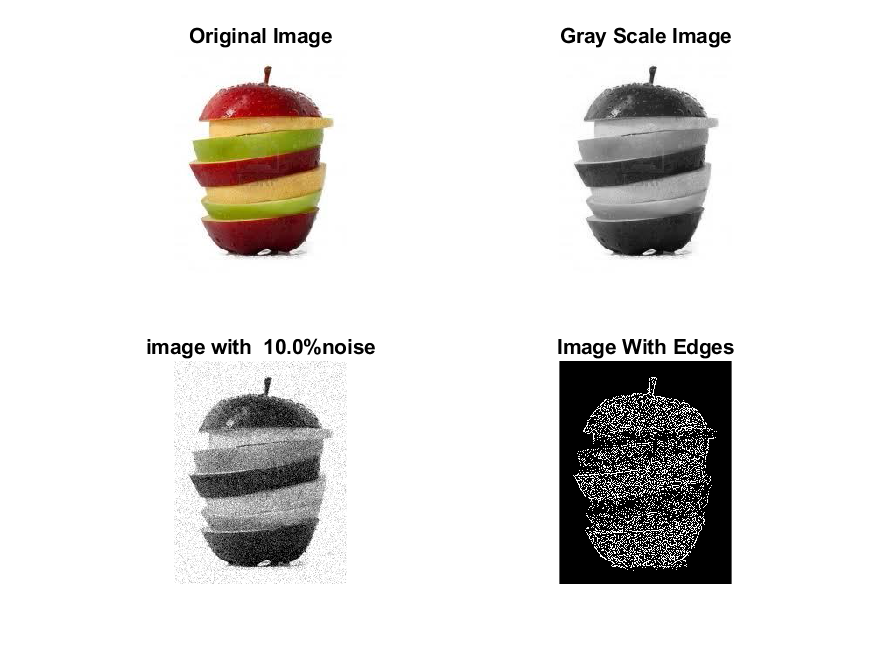 Original Image
Gray Scale Image
image with  10.0%noise
Image With Edges